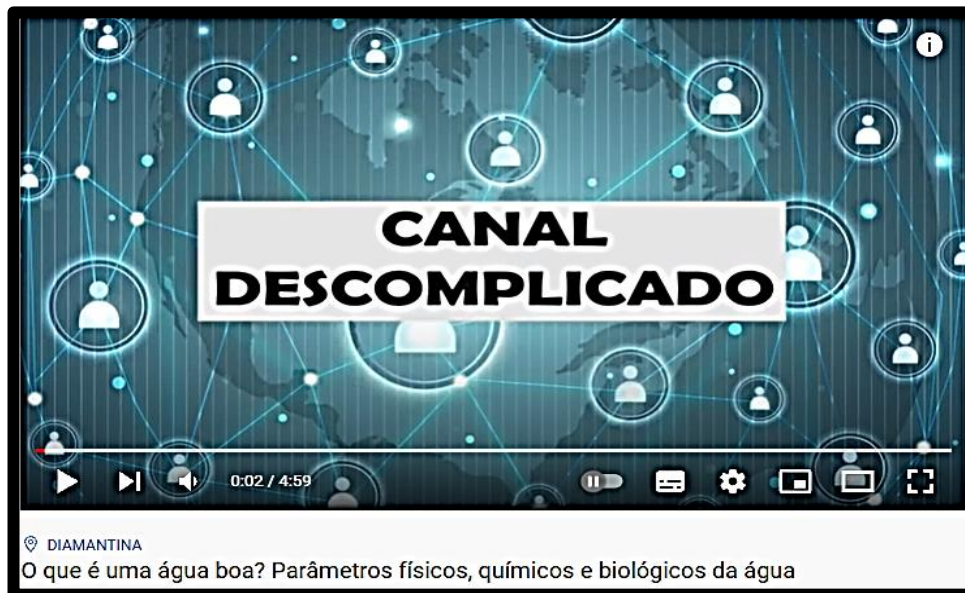 CANAL
DESCOMPLICADO
0:02 / 4:59
DIAMANTINA
O que é uma água boa? Parâmetros físicos, químicos e biológicos da água